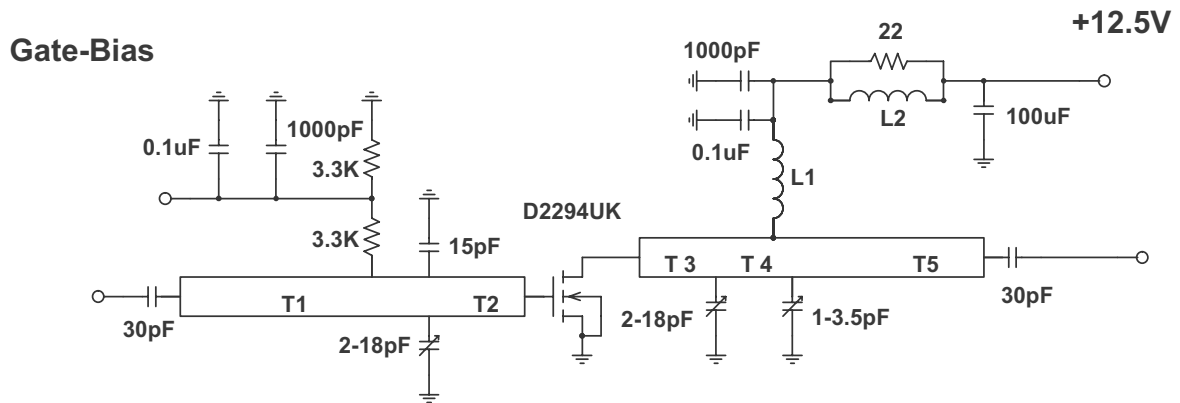 +12.5V
22
Gate-Bias
1000pF
L2
100uF
1000pF
0.1uF
0.1uF
3.3K
L1
D2294UK
3.3K
15pF
T 3
T 4
T5
T1
T2
30pF
30pF
2-18pF
1-3.5pF
2-18pF